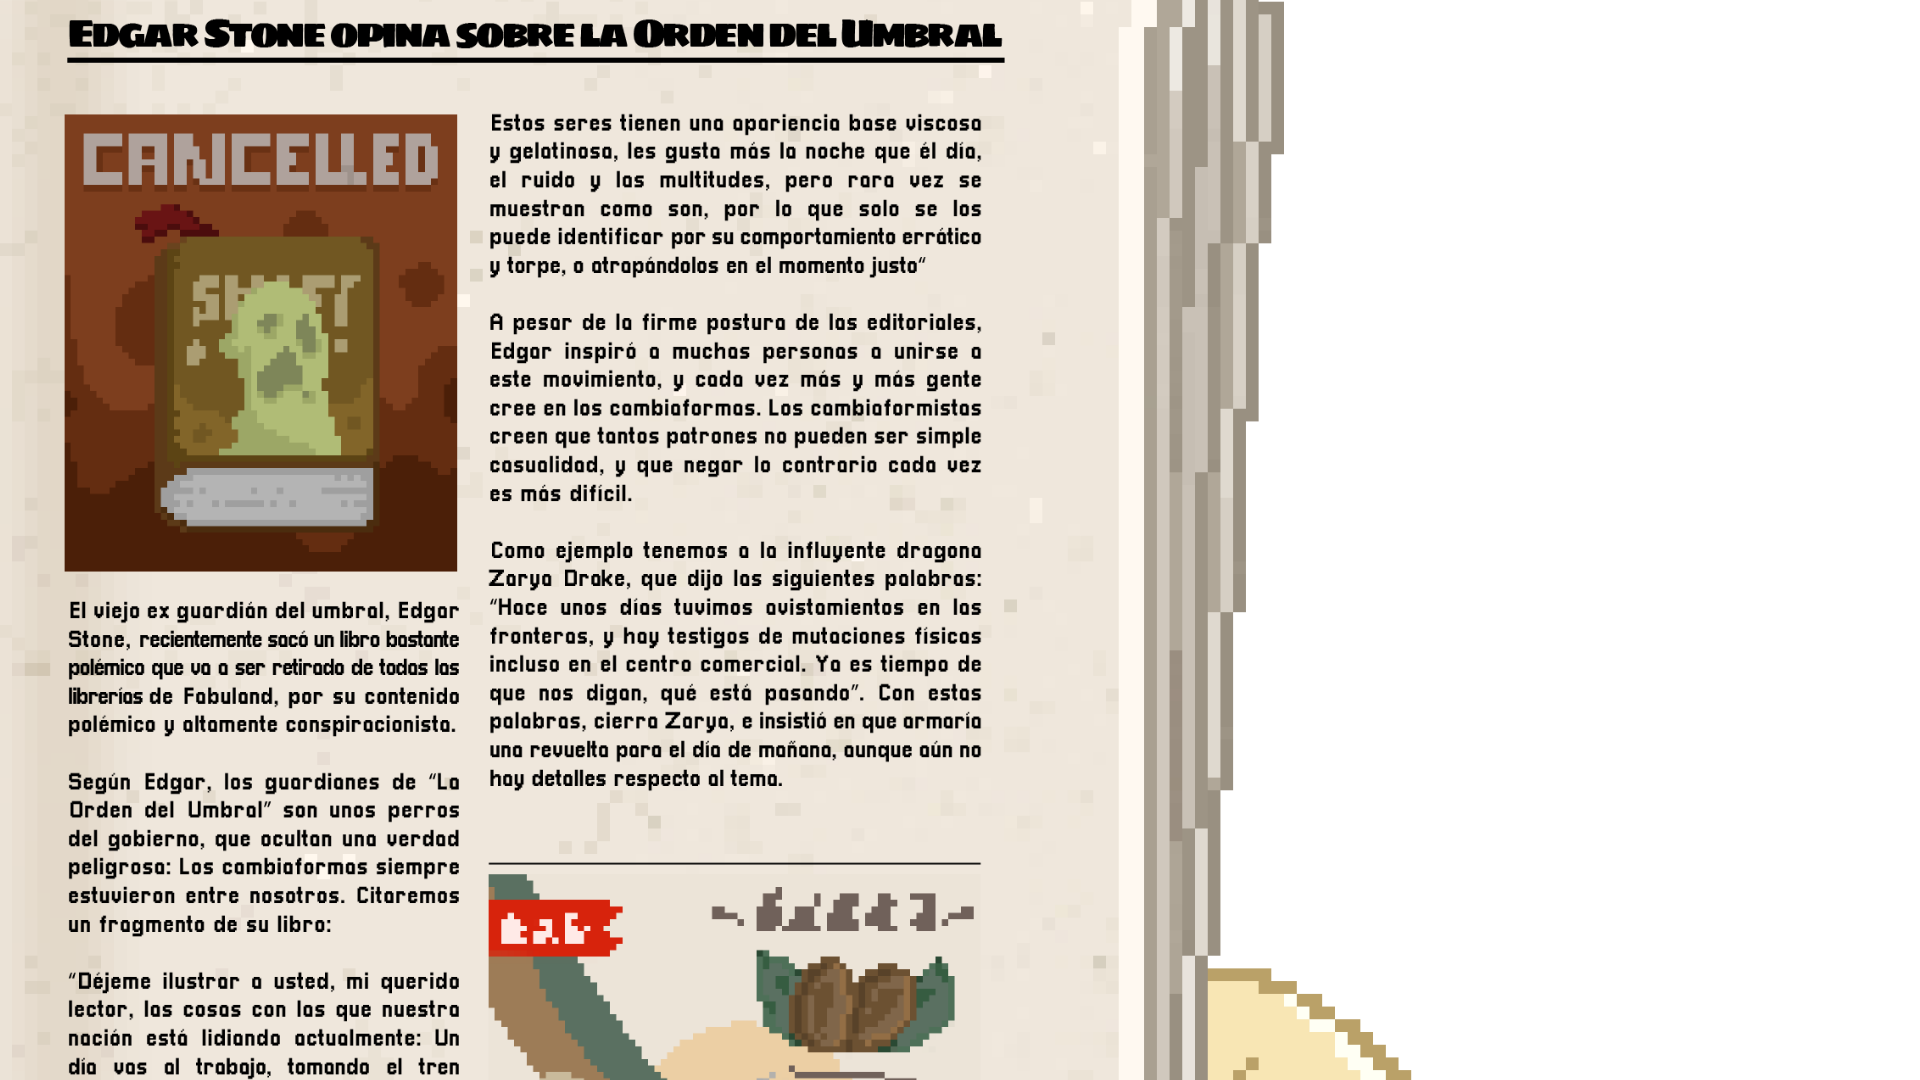 EDGAR STONE OPINA SOBRE LA ORDEN DEL UMBRAL
CANCELLED
El viejo ex guardián del umbral, Edgar
Stone, recientemente sacó un libro bastante
polémico que va a ser retirado de todas las
librerías de Fabuland, por su contenido
polémico y altamente conspiracionista.
Según Edgar, los guardianes de “La
Orden del Umbral” son unos perros
del gobierno, que ocultan una verdad
peligrosa: Los cambiaformas siempre
estuvieron entre nosotros. Citaremos
un fragmento de su libro:
“Déjeme ilustrar a usted, mi querido
lector, las cosas con las que nuestra
nación está lidiando actualmente: Un
día vas al trabajo, tomando el tren
Estos seres tienen una apariencia base viscosa
y gelatinosa, les gusta más la noche que él día,
el ruido y las multitudes, pero rara vez se
muestran como son, por lo que solo se los
puede identificar por su comportamiento errático
y torpe, o atrapándolos en el momento justo“
A pesar de la firme postura de las editoriales,
Edgar inspiró a muchas personas a unirse a
este movimiento, y cada vez más y más gente
cree en los cambiaformas. Los cambiaformistas
creen que tantos patrones no pueden ser simple
casualidad, y que negar lo contrario cada vez
es más difícil.
Como ejemplo tenemos a la influyente dragona
Zarya Drake, que dijo las siguientes palabras:
“Hace unos días tuvimos avistamientos en las
fronteras, y hay testigos de mutaciones físicas
incluso en el centro comercial. Ya es tiempo de
que nos digan, qué está pasando”. Con estas
palabras, cierra Zarya, e insistió en que armaría
una revuelta para el día de mañana, aunque aún no
hay detalles respecto al tema.